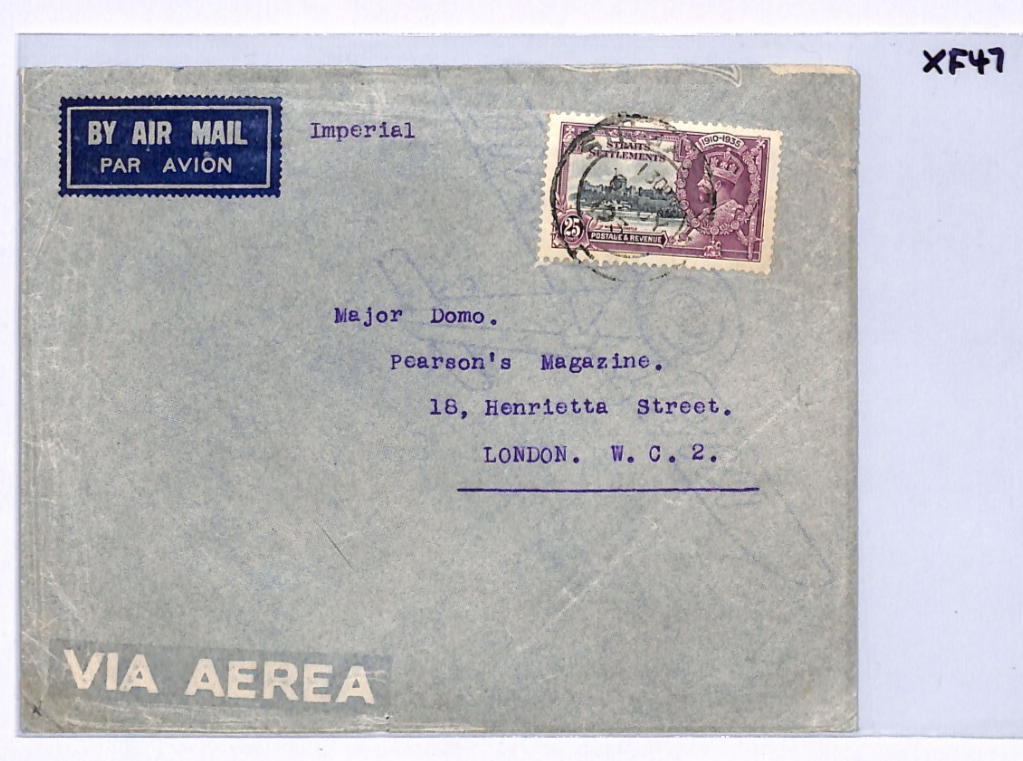 XF47
BY AIR MAIL
PAR AVION
Imperial
STRAITS
SETTLEMENTS
1910-1935
25
POSTAGE & REVENUE
Major Domo.
Pearson's Magazine.
18, Henrietta Street.
LONDON. W. C. 2.
VIA AEREA